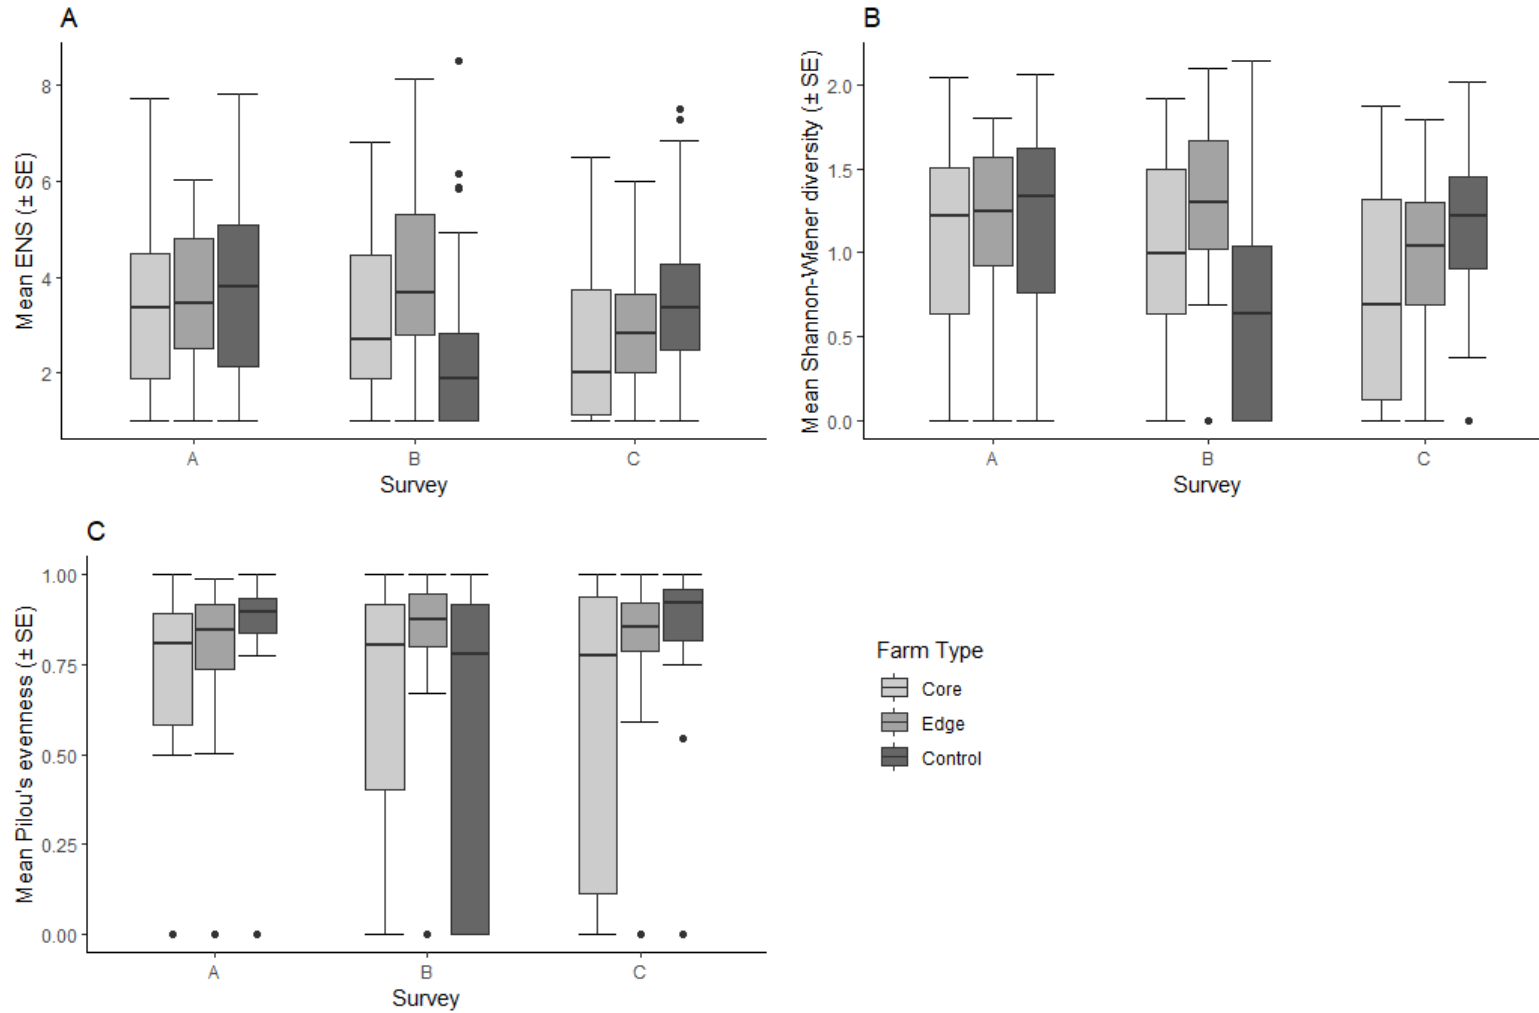 A
Mean ENS (± SE)
8
6
4
2
A B C
Survey
B
Mean Shannon-Wiener diversity (± SE)
2.0
1.5
1.0
0.5
0.0
A B C
Survey
C
Mean Pilou's evenness (± SE)
1.00
0.75
0.50
0.25
0.00
A B C
Survey
Farm Type
Core
Edge
Control